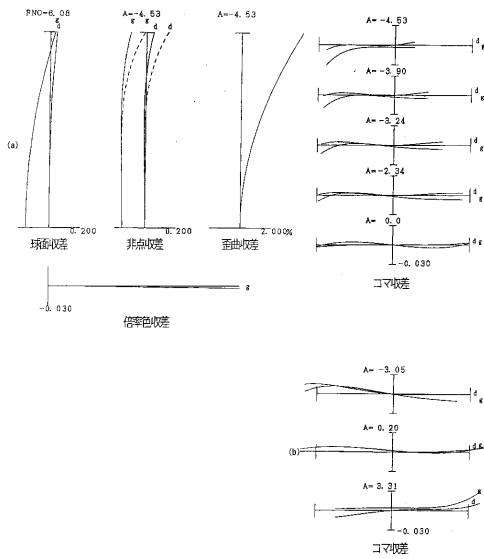 FNO=6.08
g
d
0.200
球面収差
A=-4.53
g
g
d
d
0.200
非点収差
A=-4.53
2.000%
歪曲収差
(a)
-0.030
g
倍率色収差
A=-4.53
d
g
A=-3.90
d
g
A=-3.24
d
g
A=-2.34
d
g
A= 0.0
d
g
-0.030
コマ収差
(b)
A=-3.05
d
g
A= 0.20
d g
A= 3.31
g
d
-0.030
コマ収差